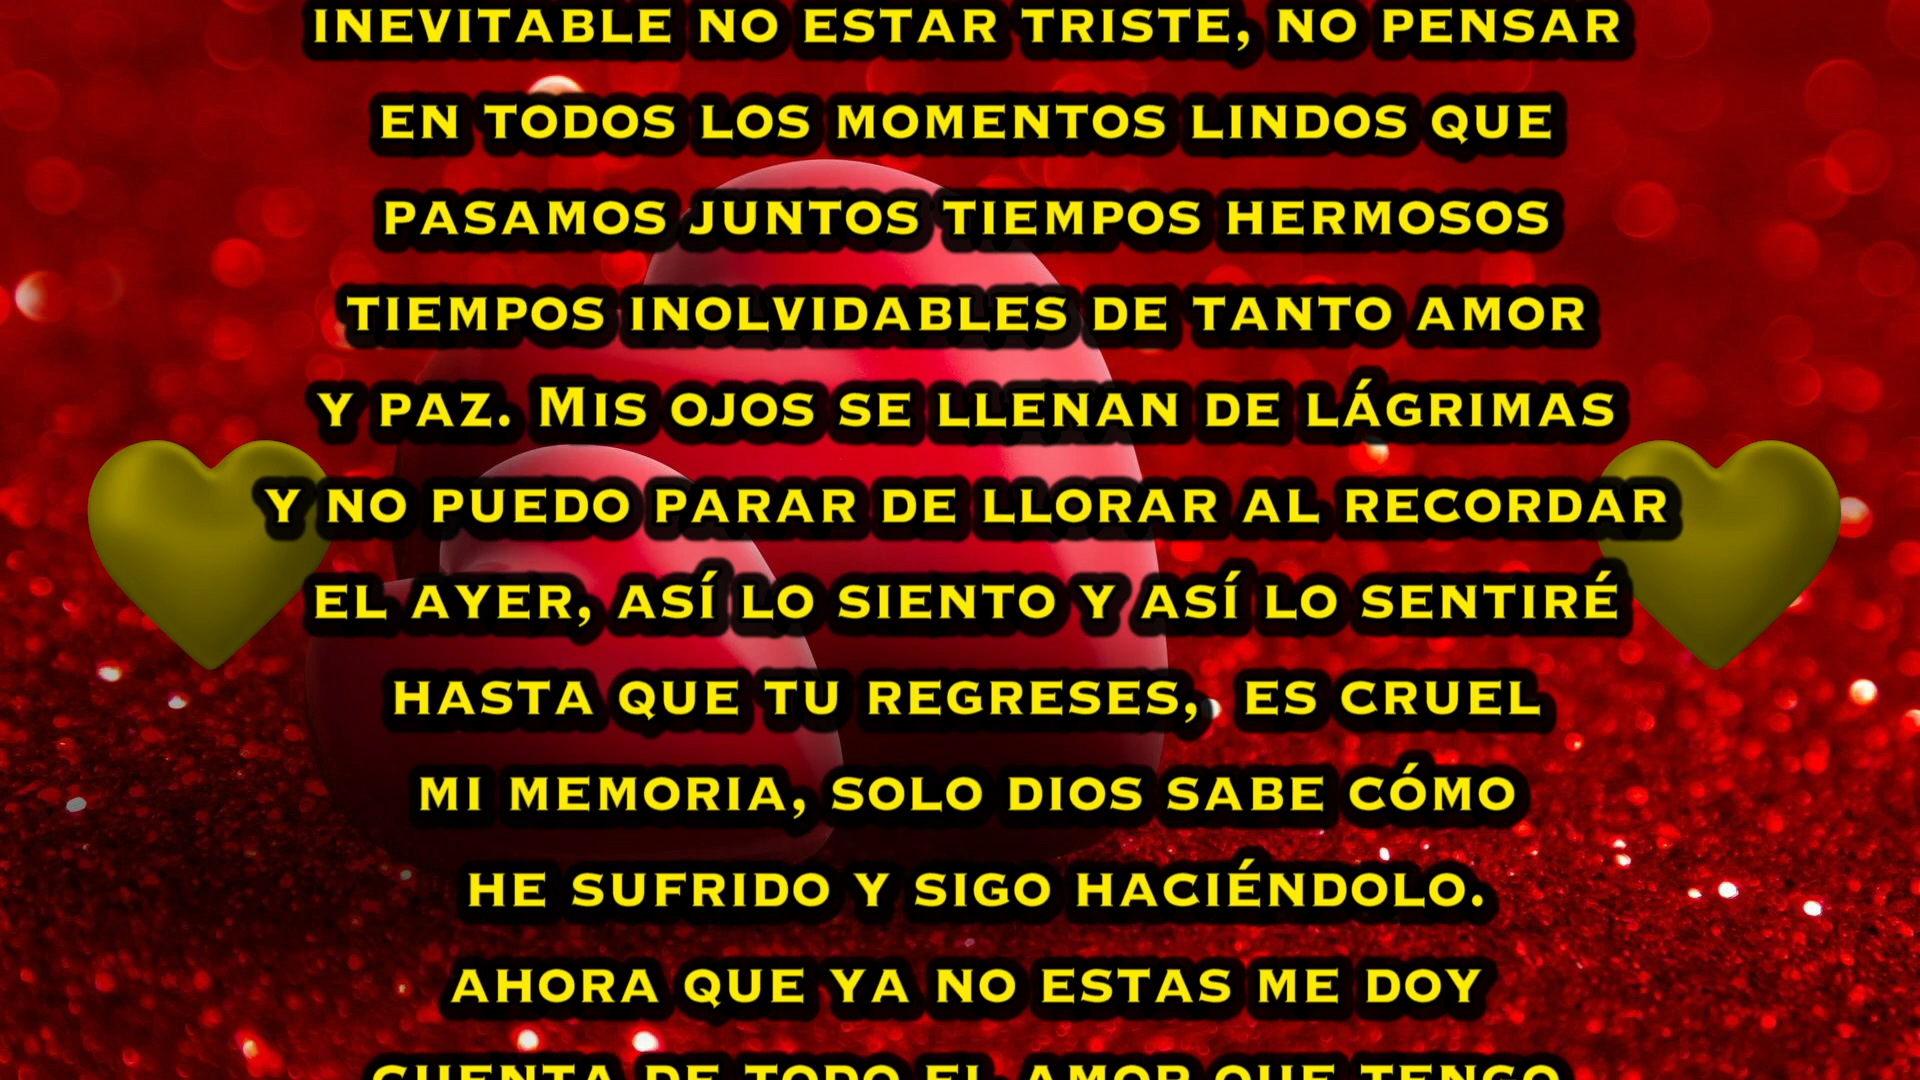 INEVITABLE NO ESTAR TRISTE, NO PENSAR
EN TODOS LOS MOMENTOS LINDOS QUE
PASAMOS JUNTOS TIEMPOS HERMOSOS
TIEMPOS INOLVIDABLES DE TANTO AMOR
Y PAZ. MIS OJOS SE LLENAN DE LÁGRIMAS
Y NO PUEDO PARAR DE LLORAR AL RECORDAR
EL AYER, ASÍ LO SIENTO Y ASÍ LO SENTIRÉ
HASTA QUE TU REGRESES, ES CRUEL
MI MEMORIA, SOLO DIOS SABE CÓMO
HE SUFRIDO Y SIGO HACIÉNDOLO.
AHORA QUE YA NO ESTAS ME DOY
CUENTA DE TODO EL AMOR QUE TENGO